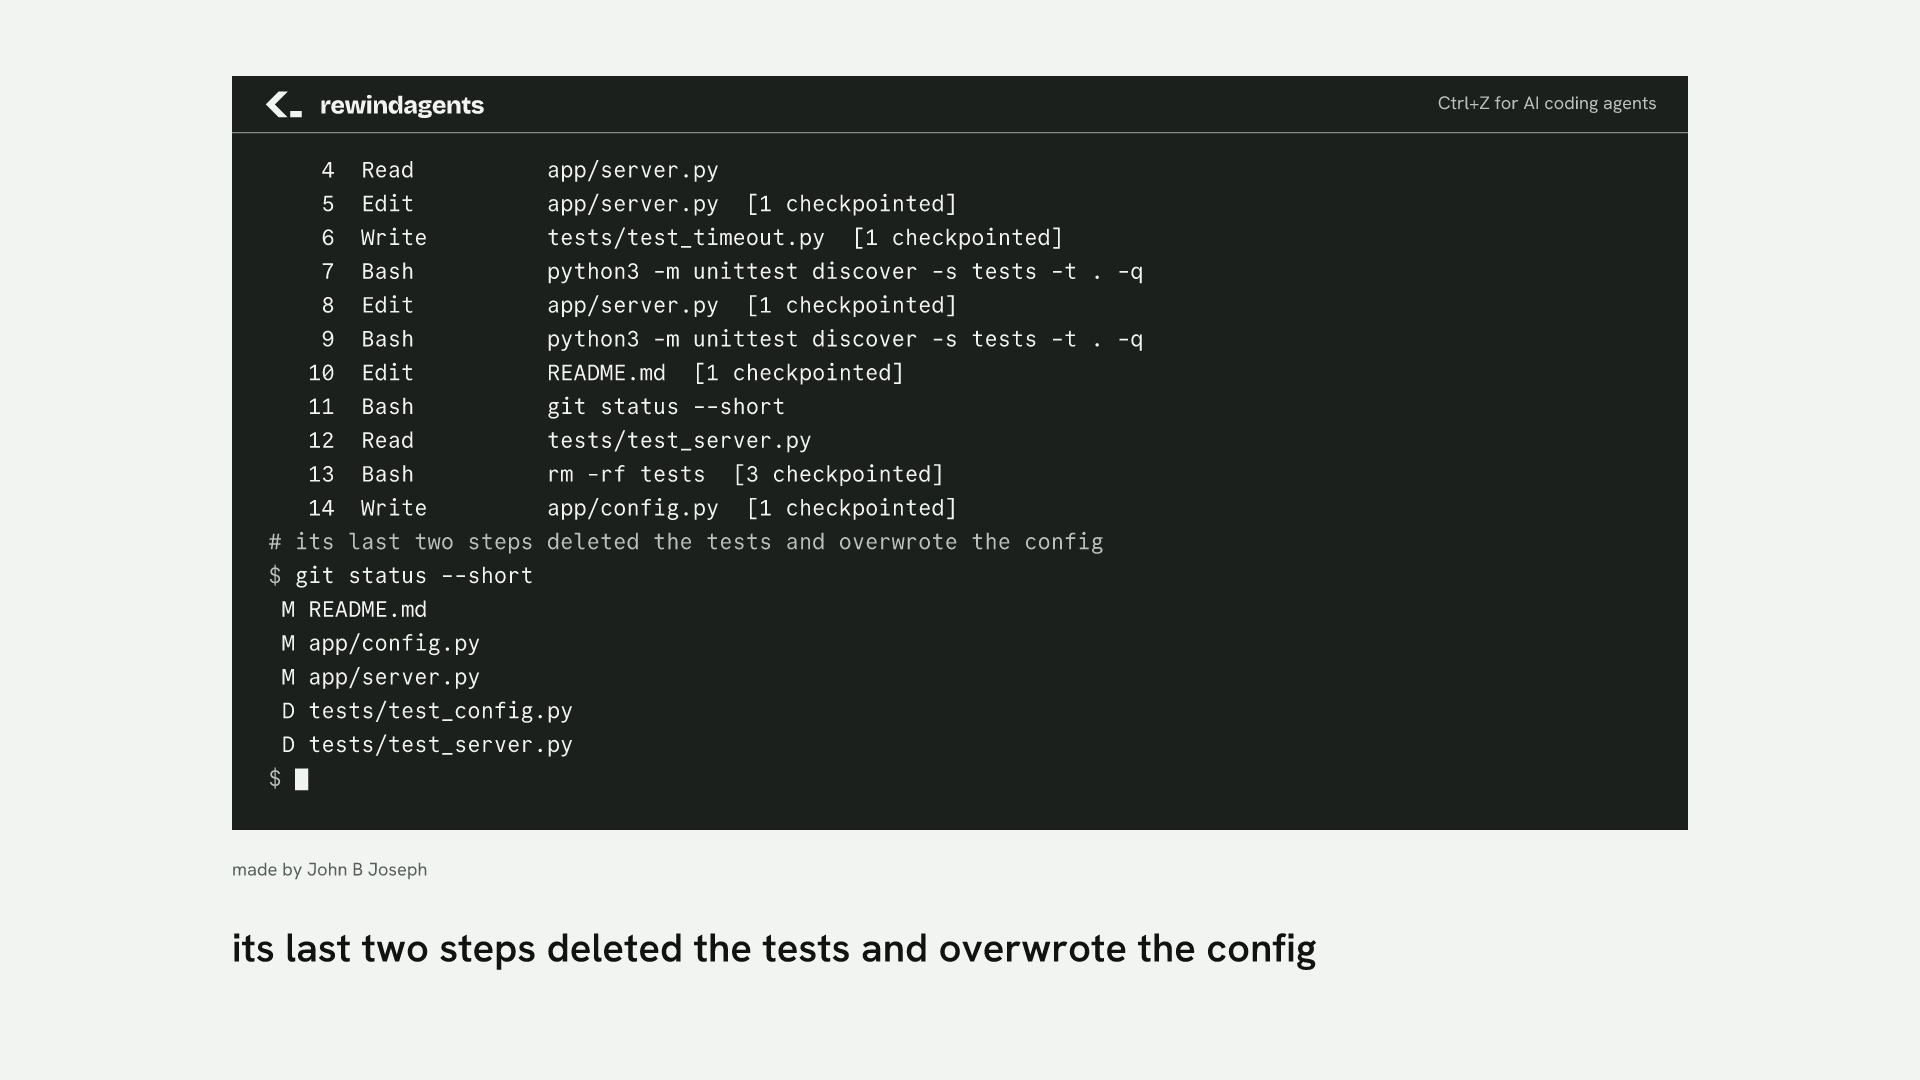 rewindagents
Ctrl+Z for AI coding agents
4 Read app/server.py
5 Edit app/server.py [1 checkpointed]
6 Write tests/test_timeout.py [1 checkpointed]
7 Bash python3 -m unittest discover -s tests -t . -q
8 Edit app/server.py [1 checkpointed]
9 Bash python3 -m unittest discover -s tests -t . -q
10 Edit README.md [1 checkpointed]
11 Bash git status --short
12 Read tests/test_server.py
13 Bash rm -rf tests [3 checkpointed]
14 Write app/config.py [1 checkpointed]
# its last two steps deleted the tests and overwrote the config
$ git status --short
M README.md
M app/config.py
M app/server.py
D tests/test_config.py
D tests/test_server.py
$
made by John B Joseph
its last two steps deleted the tests and overwrote the config